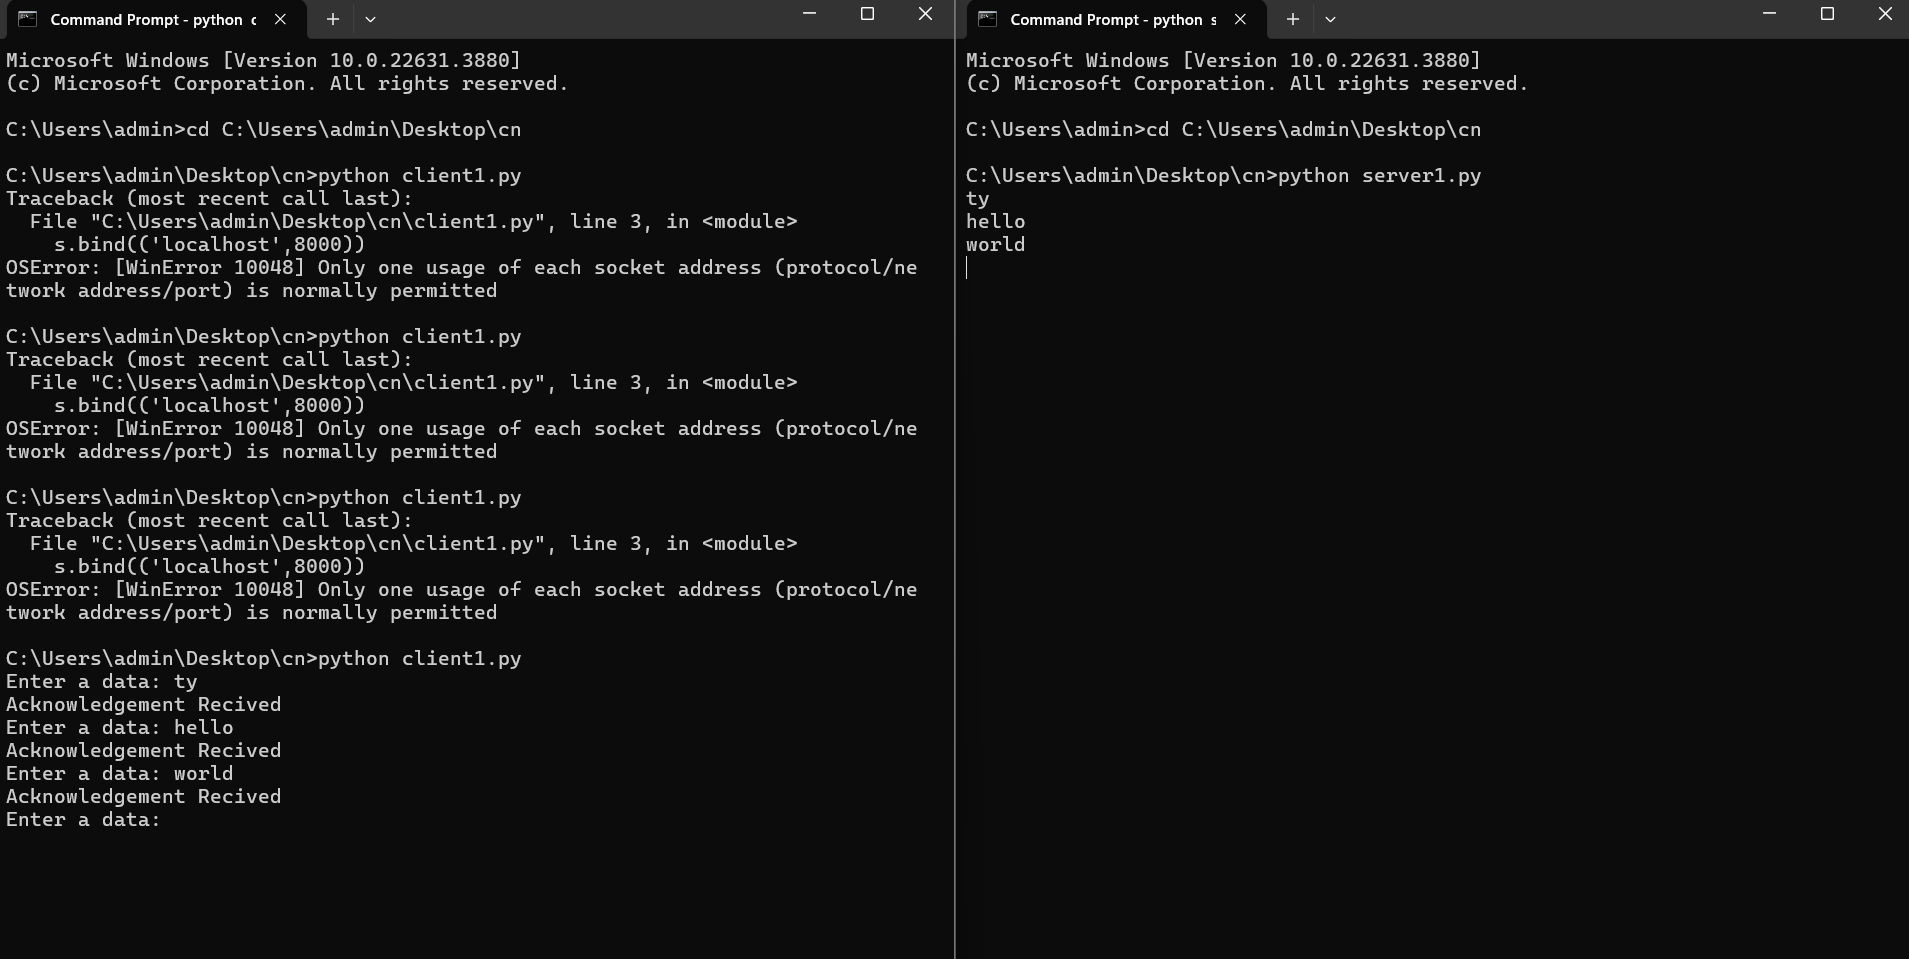 Command Prompt - python c
Microsoft Windows [Version 10.0.22631.3880]
(c) Microsoft Corporation. All rights reserved.
C:\Users\admin>cd C:\Users\admin\Desktop\cn
C:\Users\admin\Desktop\cn>python client1.py
Traceback (most recent call last):
  File "C:\Users\admin\Desktop\cn\client1.py", line 3, in <module>
    s.bind(('localhost',8000))
OSError: [WinError 10048] Only one usage of each socket address (protocol/ne
twork address/port) is normally permitted
C:\Users\admin\Desktop\cn>python client1.py
Traceback (most recent call last):
  File "C:\Users\admin\Desktop\cn\client1.py", line 3, in <module>
    s.bind(('localhost',8000))
OSError: [WinError 10048] Only one usage of each socket address (protocol/ne
twork address/port) is normally permitted
C:\Users\admin\Desktop\cn>python client1.py
Traceback (most recent call last):
  File "C:\Users\admin\Desktop\cn\client1.py", line 3, in <module>
    s.bind(('localhost',8000))
OSError: [WinError 10048] Only one usage of each socket address (protocol/ne
twork address/port) is normally permitted
C:\Users\admin\Desktop\cn>python client1.py
Enter a data: ty
Acknowledgement Recived
Enter a data: hello
Acknowledgement Recived
Enter a data: world
Acknowledgement Recived
Enter a data:
Command Prompt - python s
Microsoft Windows [Version 10.0.22631.3880]
(c) Microsoft Corporation. All rights reserved.
C:\Users\admin>cd C:\Users\admin\Desktop\cn
C:\Users\admin\Desktop\cn>python server1.py
ty
hello
world